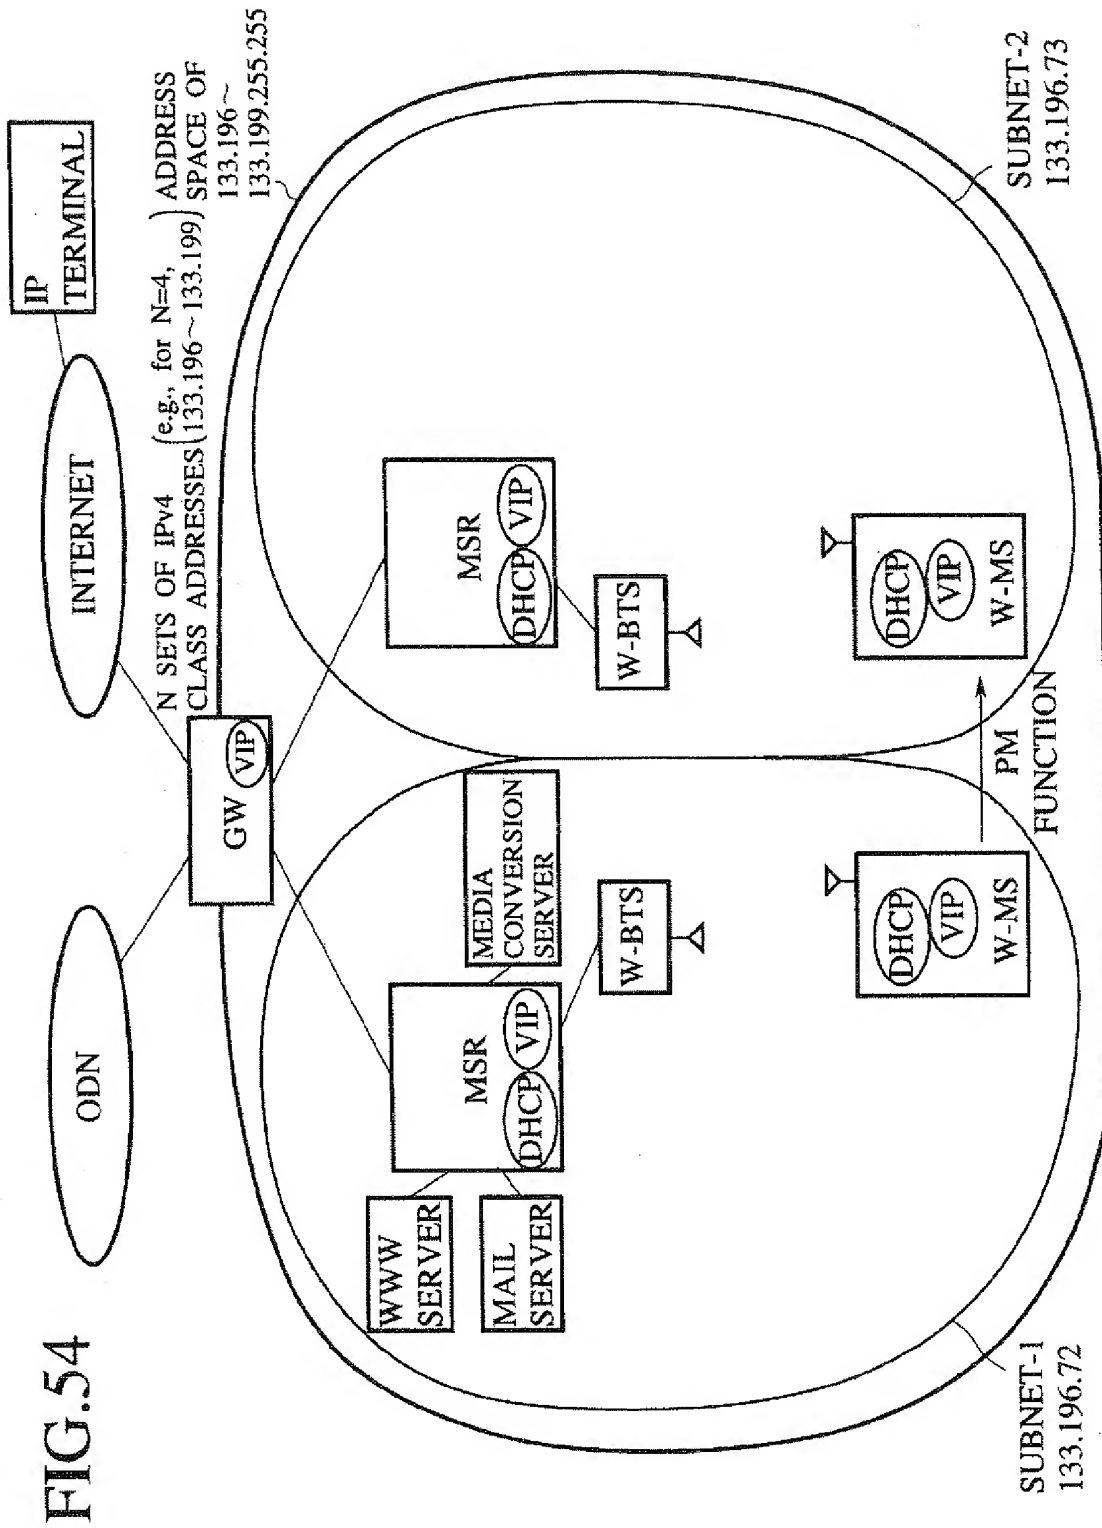 FIG.54
ODN
INTERNET
IP
TERMINAL
N SETS OF IPv4
CLASS ADDRESSES
(e.g., for N=4,
133.196~133.199)
ADDRESS
SPACE OF
133.196~
133.199.255.255
GW
VIP
WWW
SERVER
MAIL
SERVER
MSR
DHCP
VIP
MEDIA
CONVERSION
SERVER
W-BTS
MSR
DHCP
VIP
W-BTS
DHCP
VIP
W-MS
PM
FUNCTION
DHCP
VIP
W-MS
SUBNET-1
133.196.72
SUBNET-2
133.196.73